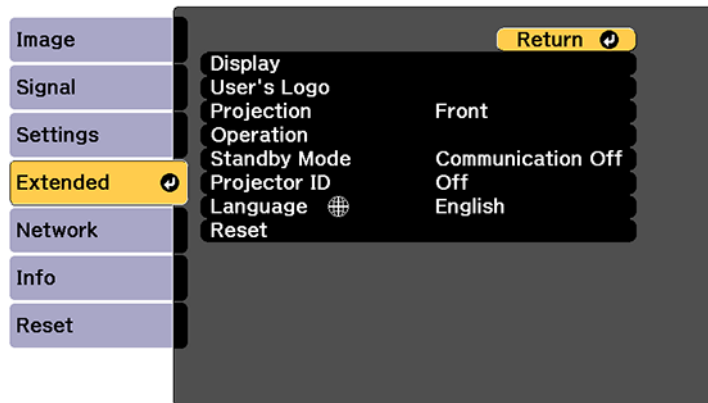 Image
Signal
Settings
Extended
Network
Info
Reset
Return
Display
User's Logo
Projection Front
Operation
Standby Mode Communication Off
Projector ID Off
Language English
Reset